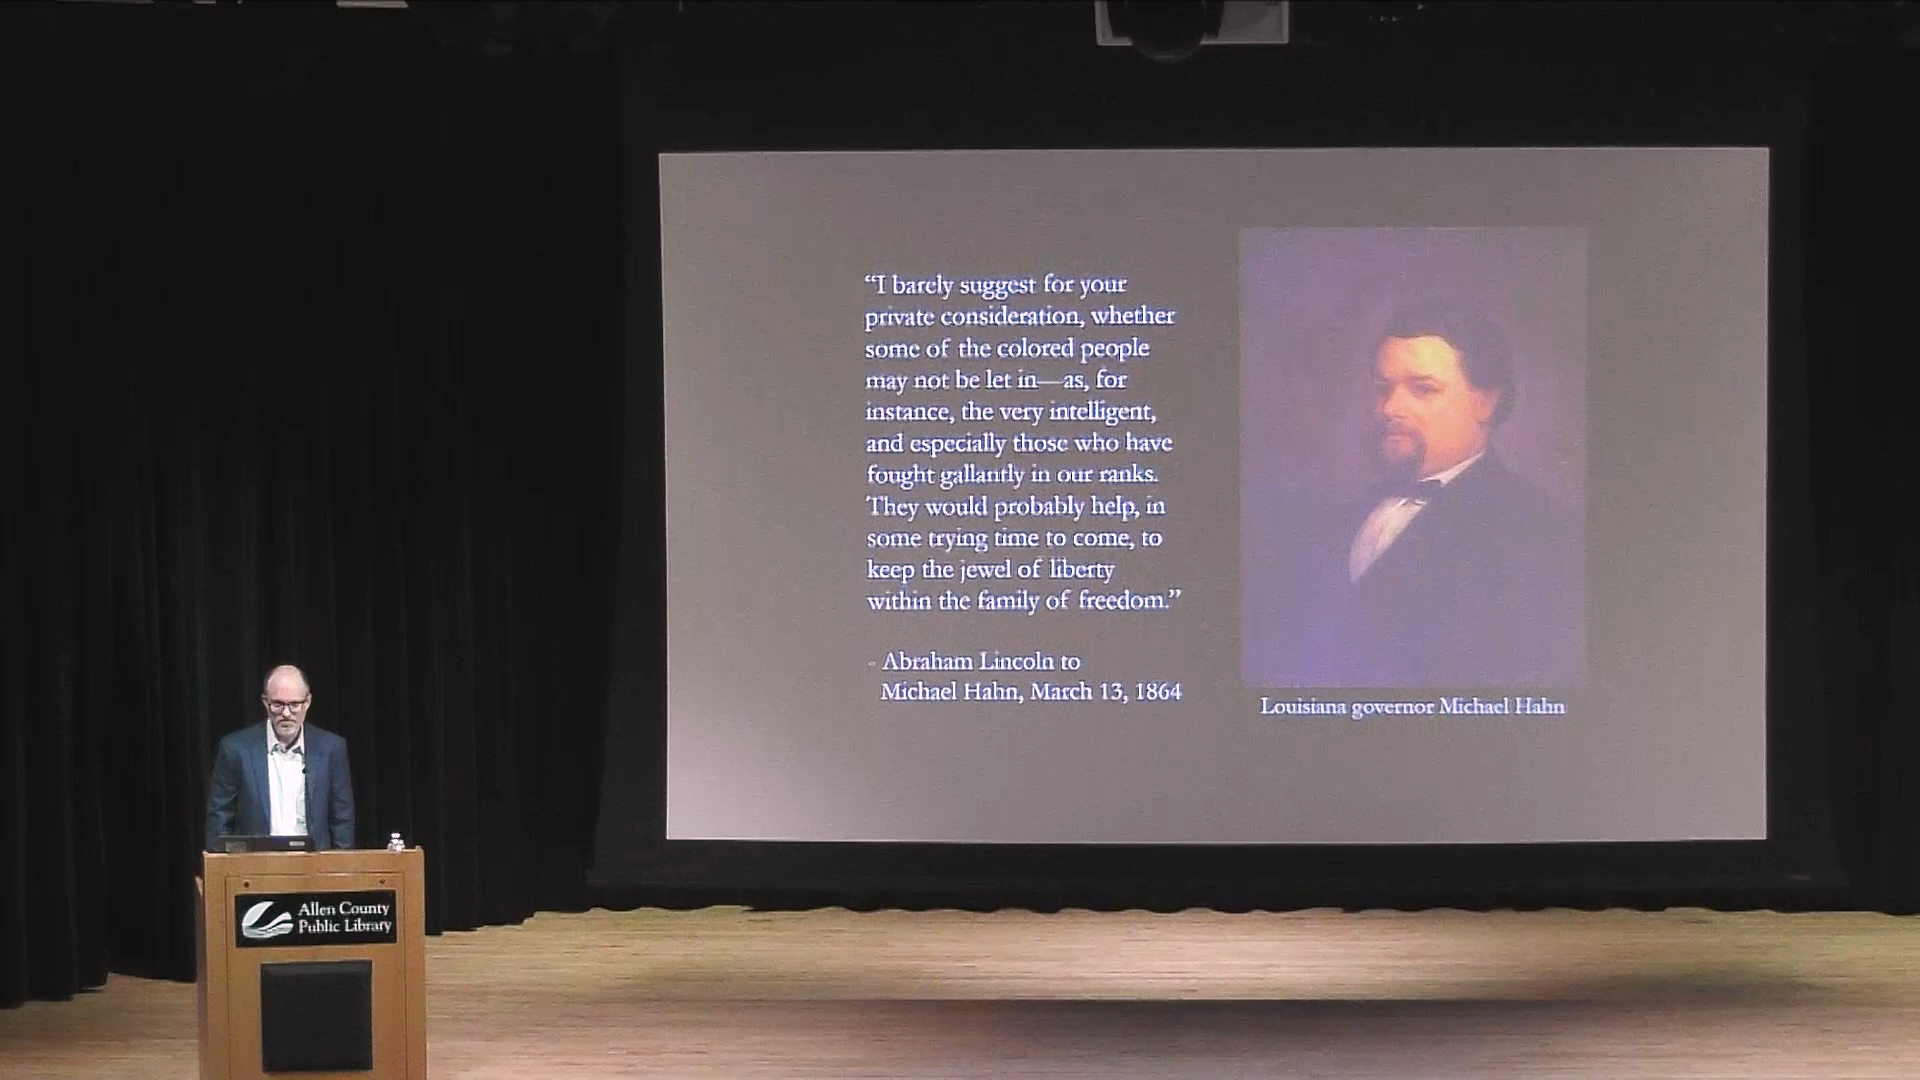 “I barely suggest for your
private consideration, whether
some of the colored people
may not be let in—as, for
instance, the very intelligent,
and especially those who have
fought gallantly in our ranks.
They would probably help, in
some trying time to come, to
keep the jewel of liberty
within the family of freedom.”
- Abraham Lincoln to
Michael Hahn, March 13, 1864
Louisiana governor Michael Hahn
Allen County
Public Library